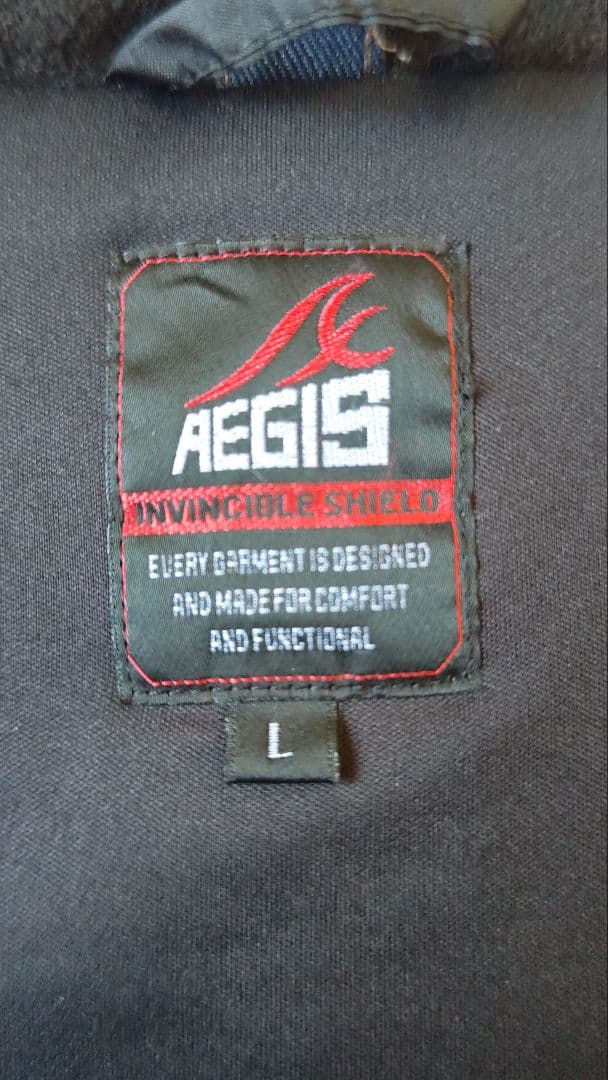 AEGIS
INVINCIBLE SHIELD
EVERY GARMENT IS DESIGNED
AND MADE FOR COMFORT
AND FUNCTIONAL
L